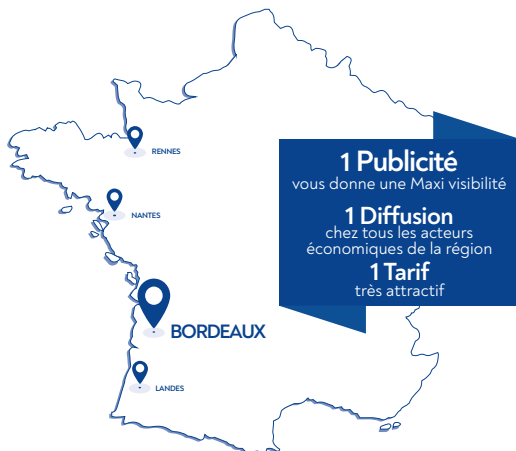 RENNES
1 Publicité
vous donne une Maxi visibilité
NANTES
1 Diffusion
chez tous les acteurs
économiques de la région
1 Tarif
très attractif
BORDEAUX
LANDES